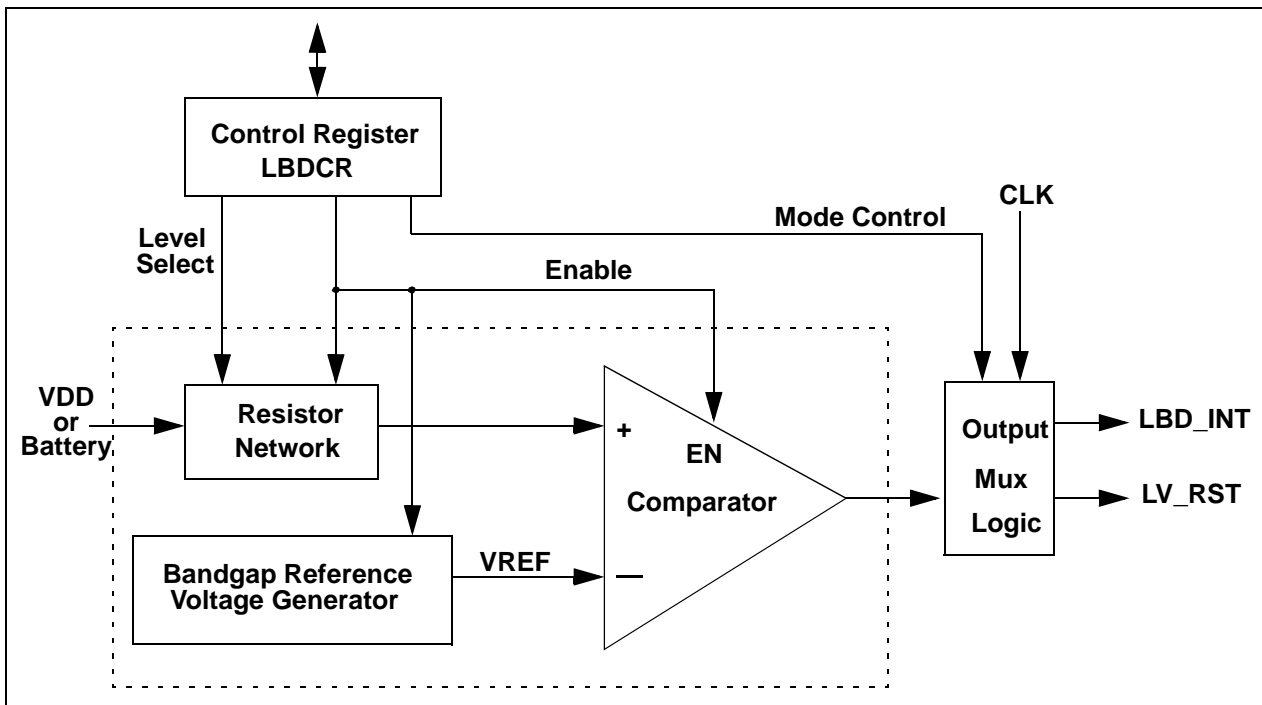 Control Register
LBDCR
CLK
Mode Control
Level
Select
Enable
VDD
or
Battery
Resistor
Network
+
EN
Comparator
Output
Mux
Logic
LBD_INT
LV_RST
Bandgap Reference
Voltage Generator
VREF
—